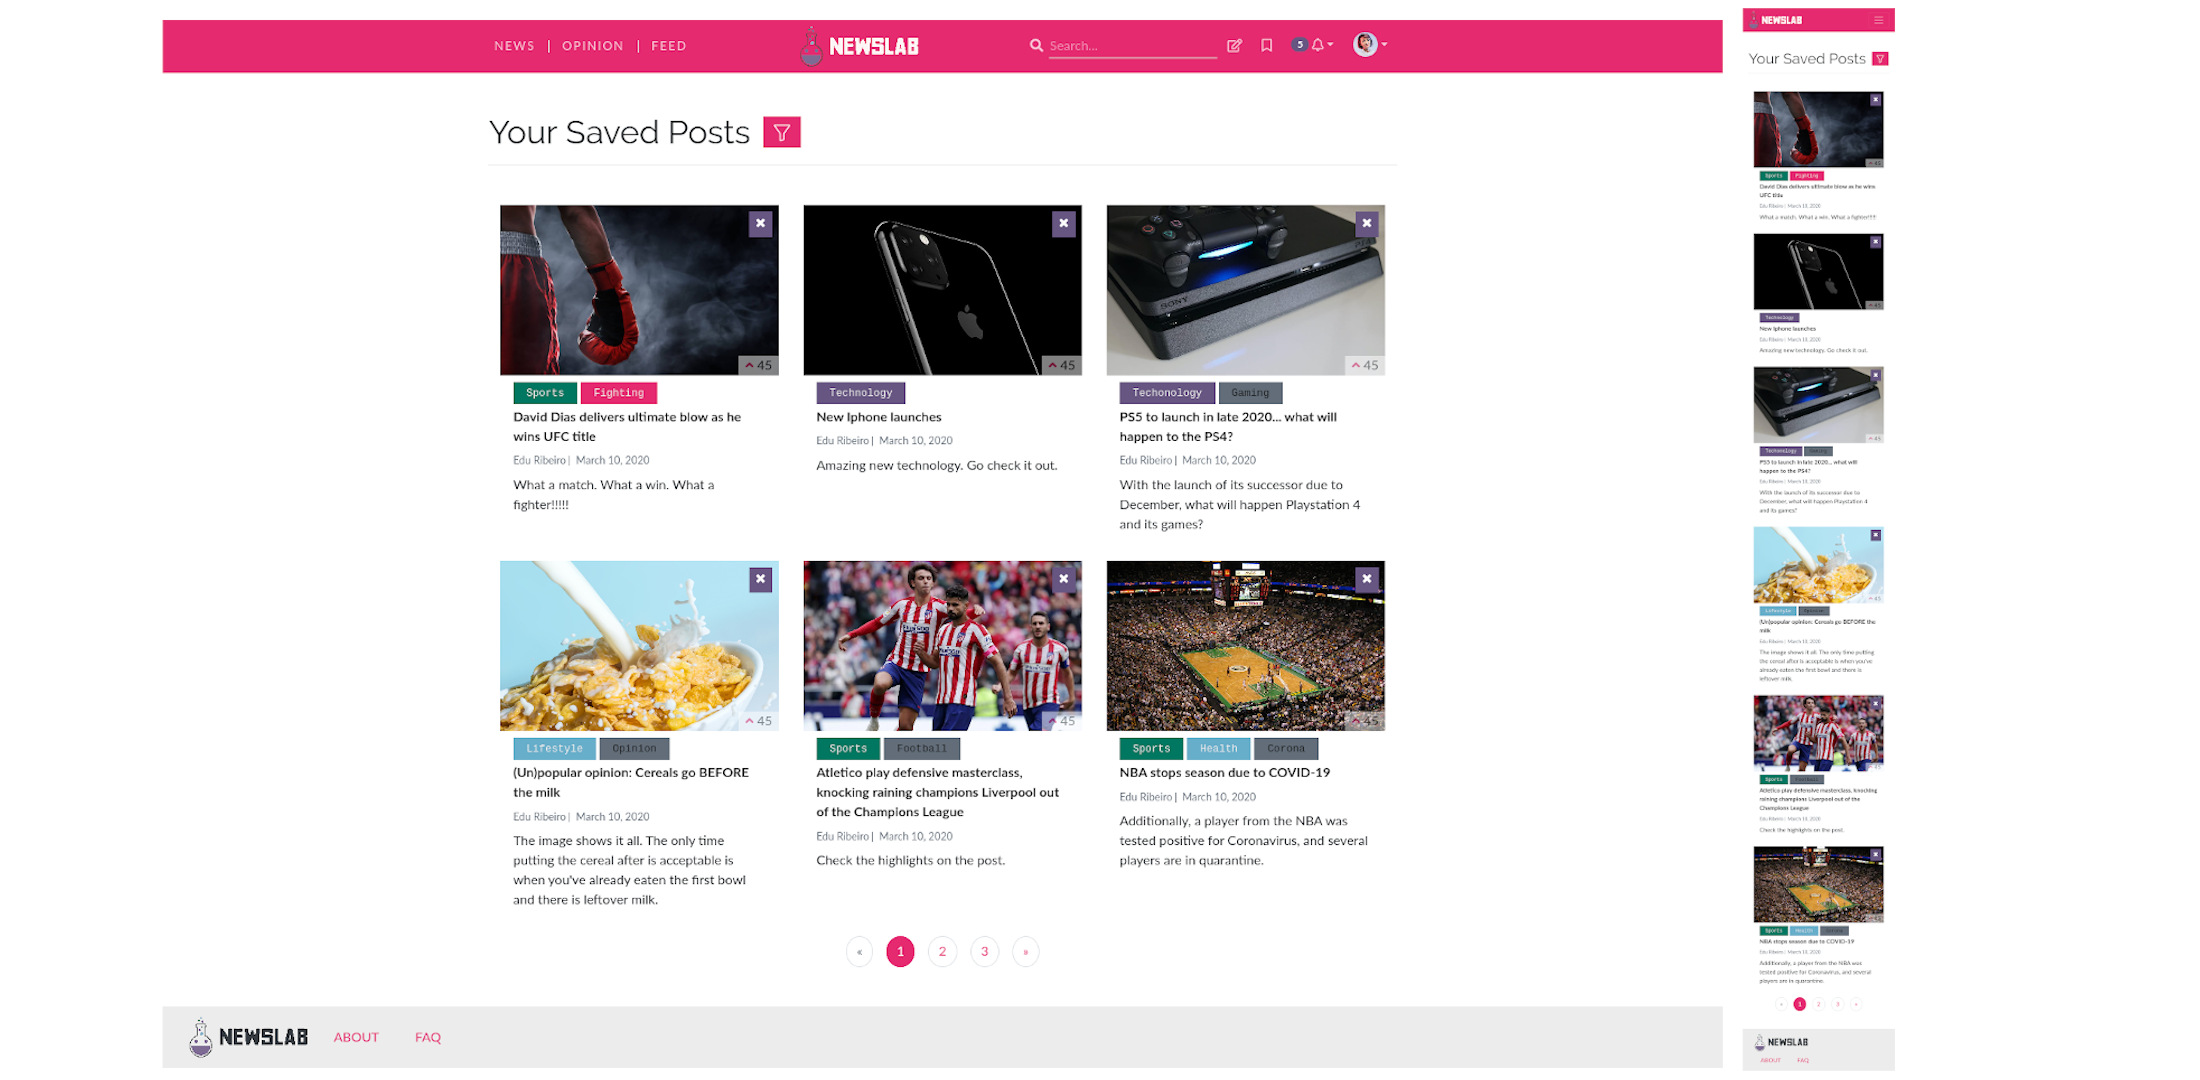 NEWS | OPINION | FEED
NEWSLAB
Search...
5
Your Saved Posts
45
Sports Fighting
David Dias delivers ultimate blow as he
wins UFC title
Edu Ribeiro | March 10, 2020
What a match. What a win. What a
fighter!!!!!
45
Technology
New Iphone launches
Edu Ribeiro | March 10, 2020
Amazing new technology. Go check it out.
SONY
45
Techonology Gaming
PS5 to launch in late 2020... what will
happen to the PS4?
Edu Ribeiro | March 10, 2020
With the launch of its successor due to
December, what will happen Playstation 4
and its games?
45
Lifestyle Opinion
(Un)popular opinion: Cereals go BEFORE
the milk
Edu Ribeiro | March 10, 2020
The image shows it all. The only time
putting the cereal after is acceptable is
when you've already eaten the first bowl
and there is leftover milk.
45
Sports Football
Atletico play defensive masterclass,
knocking raining champions Liverpool out
of the Champions League
Edu Ribeiro | March 10, 2020
Check the highlights on the post.
45
Sports Health Corona
NBA stops season due to COVID-19
Edu Ribeiro | March 10, 2020
Additionally, a player from the NBA was
tested positive for Coronavirus, and several
players are in quarantine.
« 1 2 3 »
NEWSLAB ABOUT FAQ
NEWSLAB
Your Saved Posts
45
Sports Fighting
David Dias delivers ultimate blow as he wins
UFC title
Edu Ribeiro | March 10, 2020
What a match. What a win. What a fighter!!!!!
45
Technology
New Iphone launches
Edu Ribeiro | March 10, 2020
Amazing new technology. Go check it out.
45
Techonology Gaming
PS5 to launch in late 2020... what will
happen to the PS4?
Edu Ribeiro | March 10, 2020
With the launch of its successor due to
December, what will happen Playstation 4
and its games?
45
Lifestyle Opinion
(Un)popular opinion: Cereals go BEFORE the
milk
Edu Ribeiro | March 10, 2020
The image shows it all. The only time putting
the cereal after is acceptable is when you've
already eaten the first bowl and there is
leftover milk.
45
Sports Football
Atletico play defensive masterclass, knocking
raining champions Liverpool out of the
Champions League
Edu Ribeiro | March 10, 2020
Check the highlights on the post.
45
Sports Health Corona
NBA stops season due to COVID-19
Edu Ribeiro | March 10, 2020
Additionally, a player from the NBA was
tested positive for Coronavirus, and several
players are in quarantine.
« 1 2 3 »
NEWSLAB
ABOUT FAQ